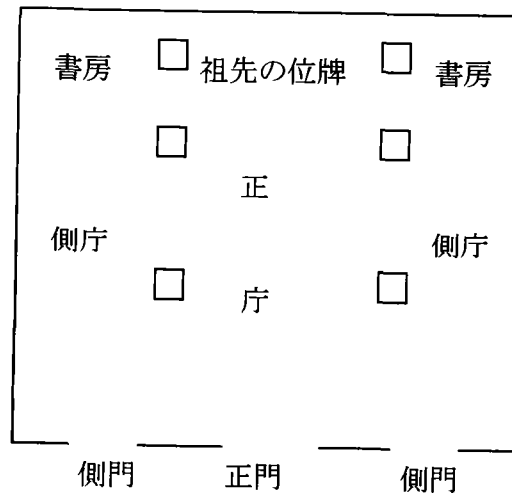 書房 祖先の位牌 書房
正
側庁 側庁
庁
側門 正門 側門